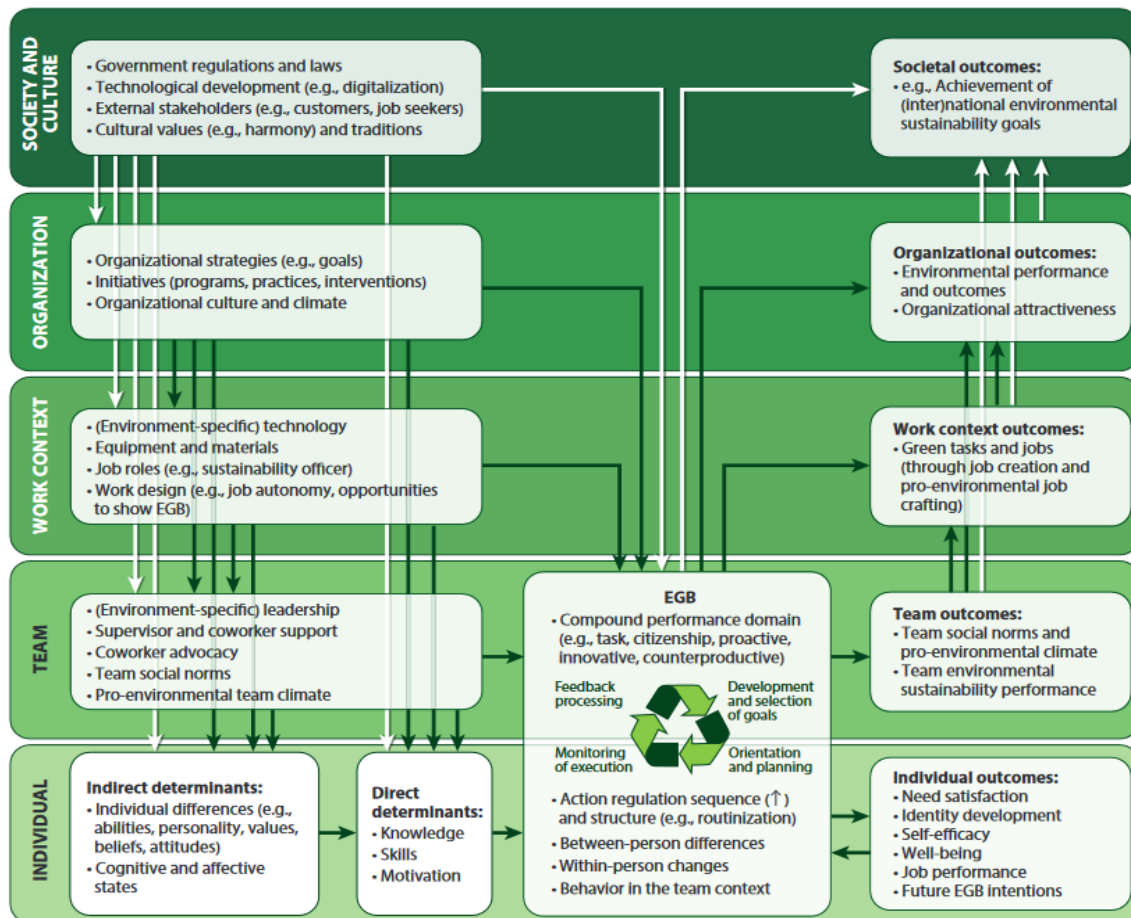 SOCIETY AND
CULTURE
• Government regulations and laws
• Technological development (e.g., digitalization)
• External stakeholders (e.g., customers, job seekers)
• Cultural values (e.g., harmony) and traditions
Societal outcomes:
• e.g., Achievement of
(inter)national environmental
sustainability goals
ORGANIZATION
• Organizational strategies (e.g., goals)
• Initiatives (programs, practices, interventions)
• Organizational culture and climate
Organizational outcomes:
• Environmental performance
and outcomes
• Organizational attractiveness
WORK CONTEXT
• (Environment-specific) technology
• Equipment and materials
• Job roles (e.g., sustainability officer)
• Work design (e.g., job autonomy, opportunities
to show EGB)
Work context outcomes:
• Green tasks and jobs
(through job creation and
pro-environmental job
crafting)
TEAM
• (Environment-specific) leadership
• Supervisor and coworker support
• Coworker advocacy
• Team social norms
• Pro-environmental team climate
EGB
• Compound performance domain
(e.g., task, citizenship, proactive,
innovative, counterproductive)
Feedback
processing
Development
and selection
of goals
Monitoring
of execution
Orientation
and planning
• Action regulation sequence (↑)
and structure (e.g., routinization)
• Between-person differences
• Within-person changes
• Behavior in the team context
Team outcomes:
• Team social norms and
pro-environmental climate
• Team environmental
sustainability performance
INDIVIDUAL
Indirect determinants:
• Individual differences (e.g.,
abilities, personality, values,
beliefs, attitudes)
• Cognitive and affective
states
Direct
determinants:
• Knowledge
• Skills
• Motivation
Individual outcomes:
• Need satisfaction
• Identity development
• Self-efficacy
• Well-being
• Job performance
• Future EGB intentions